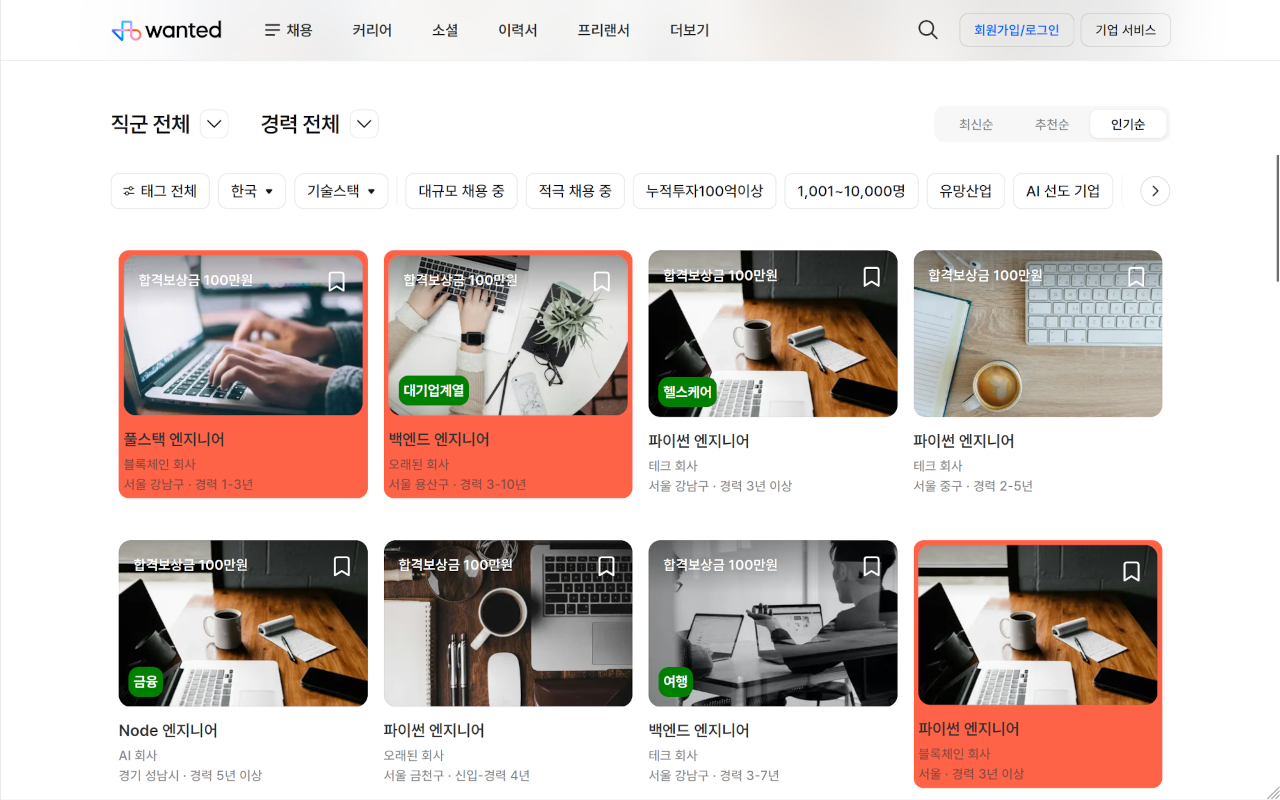 wanted
채용
커리어
소셜
이력서
프리랜서
더보기
회원가입/로그인
기업 서비스
직군 전체
경력 전체
최신순
추천순
인기순
태그 전체
한국
기술스택
대규모 채용 중
적극 채용 중
누적투자100억이상
1,001~10,000명
유망산업
AI 선도 기업
합격보상금 100만원
풀스택 엔지니어
블록체인 회사
서울 강남구 · 경력 1-3년
합격보상금 100만원
대기업계열
백엔드 엔지니어
오래된 회사
서울 용산구 · 경력 3-10년
합격보상금 100만원
헬스케어
파이썬 엔지니어
테크 회사
서울 강남구 · 경력 3년 이상
합격보상금 100만원
파이썬 엔지니어
테크 회사
서울 중구 · 경력 2-5년
합격보상금 100만원
금융
Node 엔지니어
AI 회사
경기 성남시 · 경력 5년 이상
합격보상금 100만원
파이썬 엔지니어
오래된 회사
서울 금천구 · 신입-경력 4년
합격보상금 100만원
여행
백엔드 엔지니어
테크 회사
서울 강남구 · 경력 3-7년
파이썬 엔지니어
블록체인 회사
서울 · 경력 3년 이상